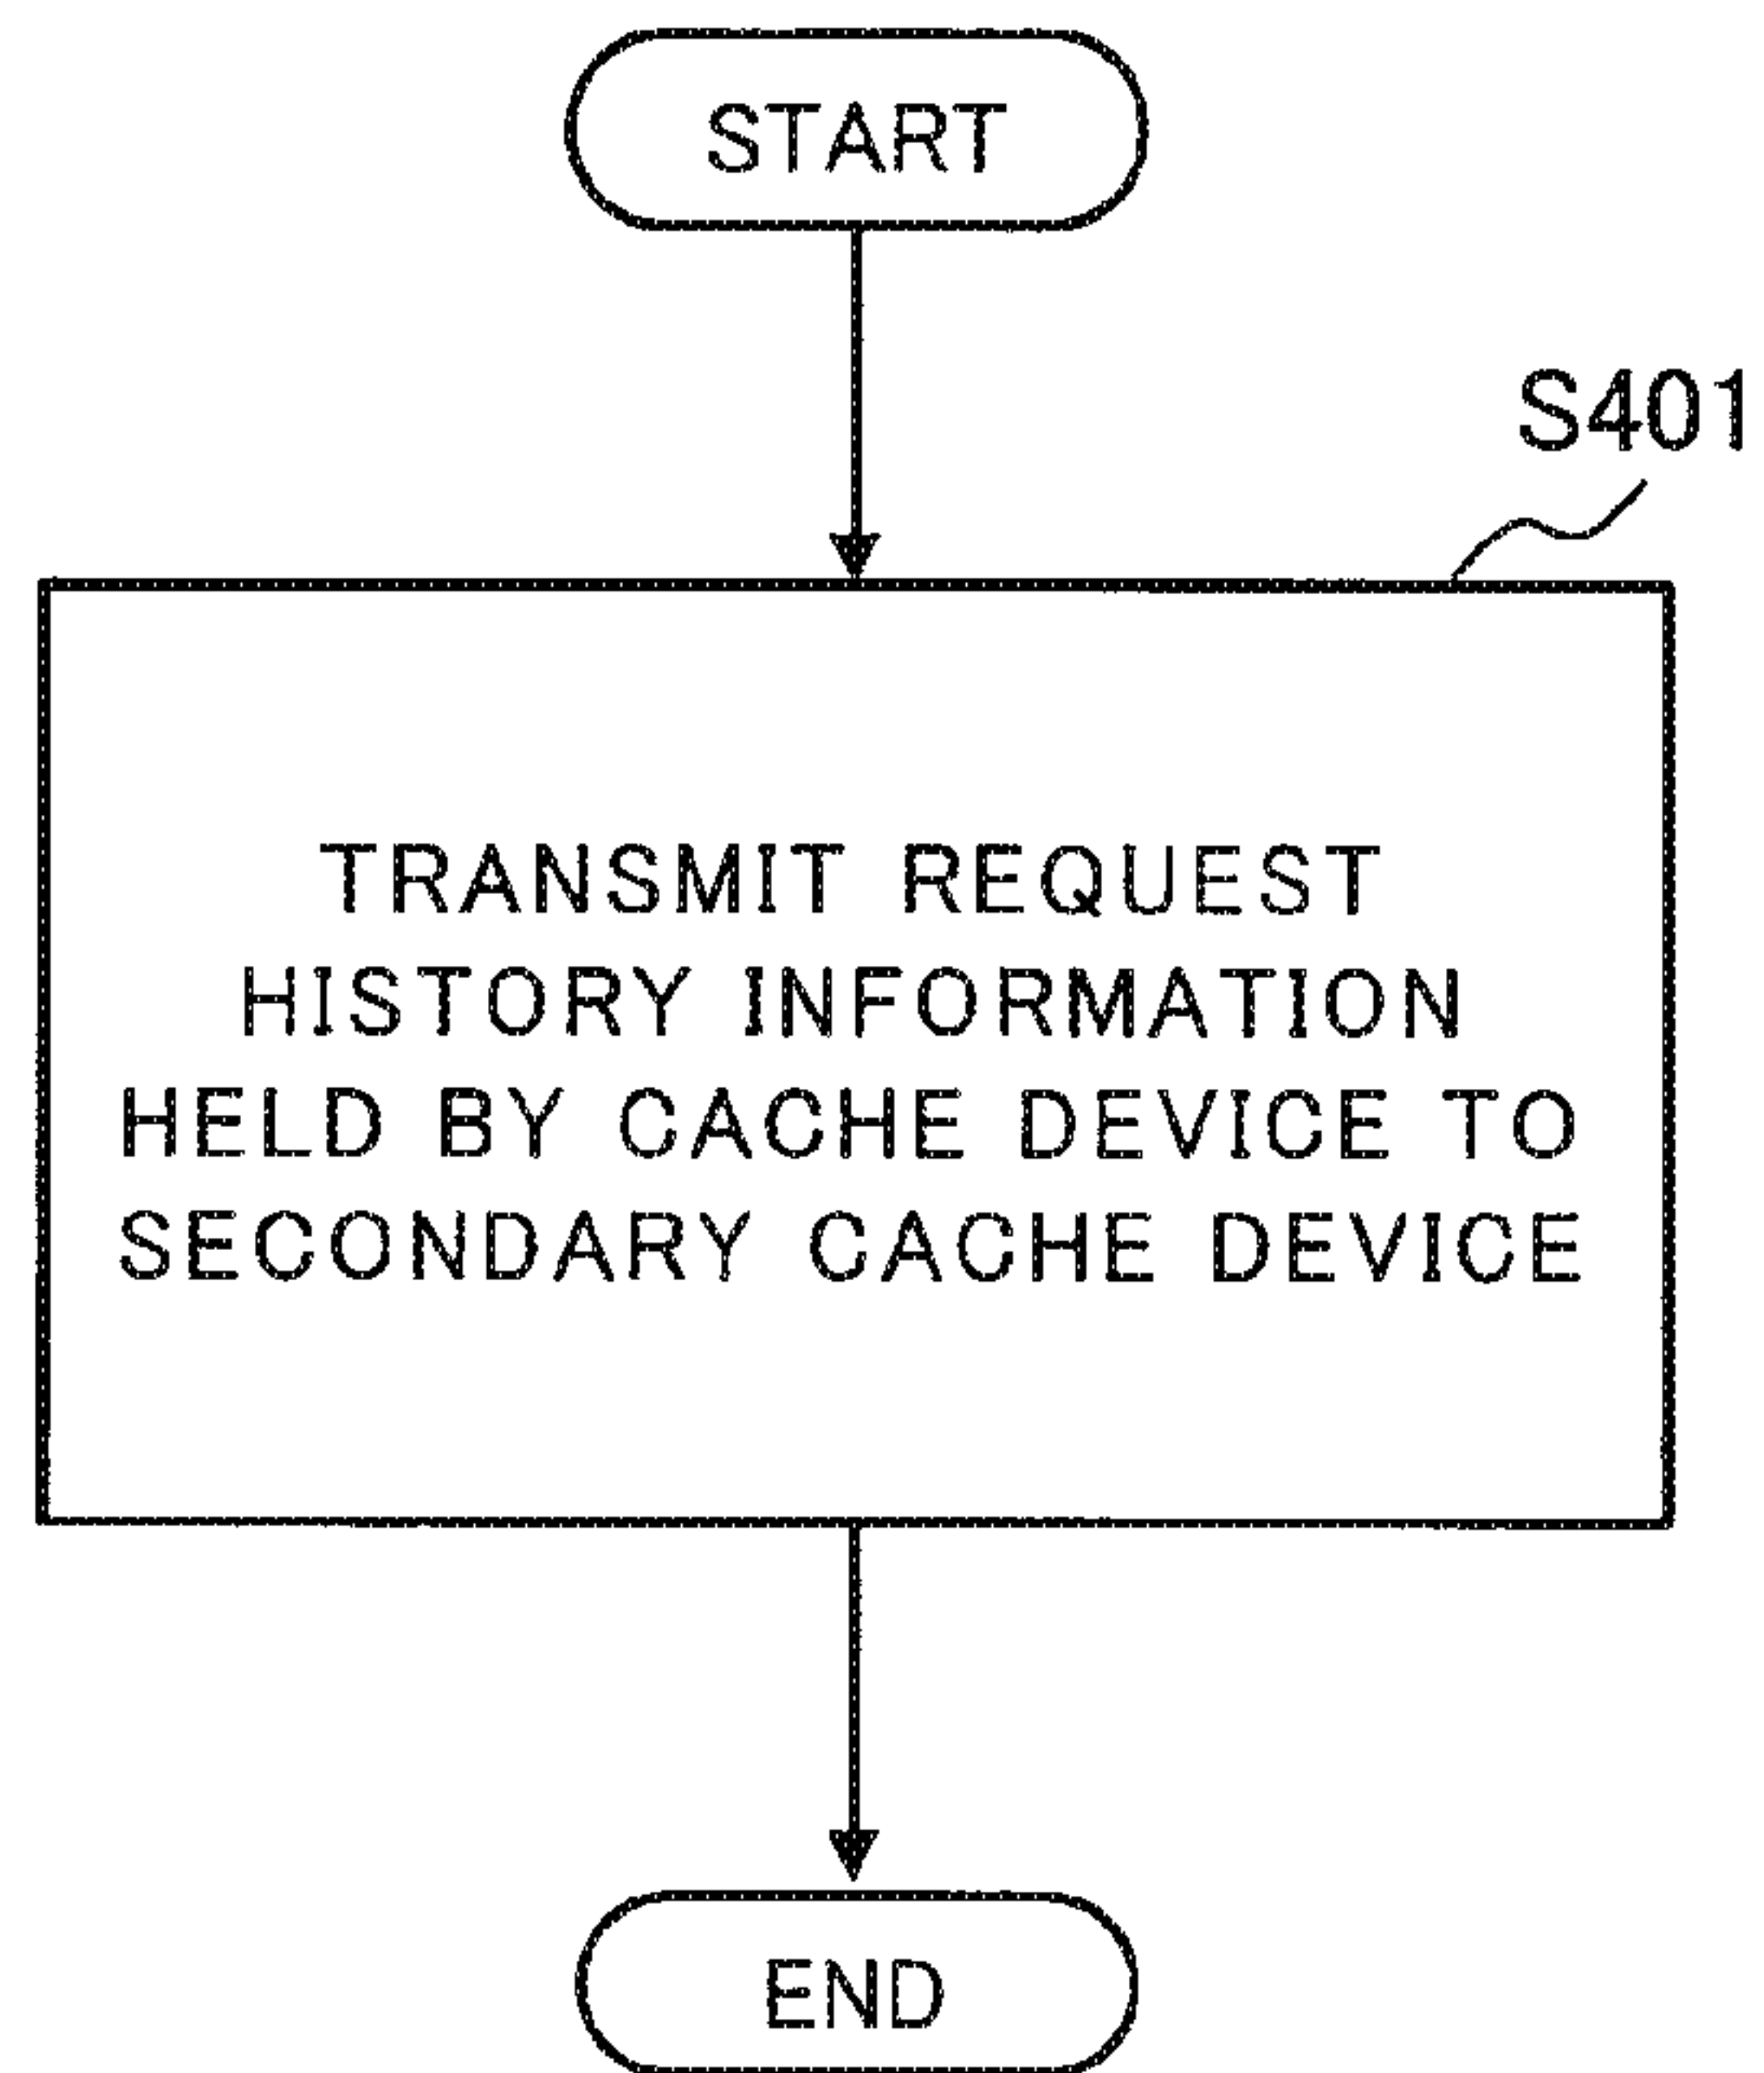 START
S401
TRANSMIT REQUEST
HISTORY INFORMATION
HELD BY CACHE DEVICE TO
SECONDARY CACHE DEVICE
END